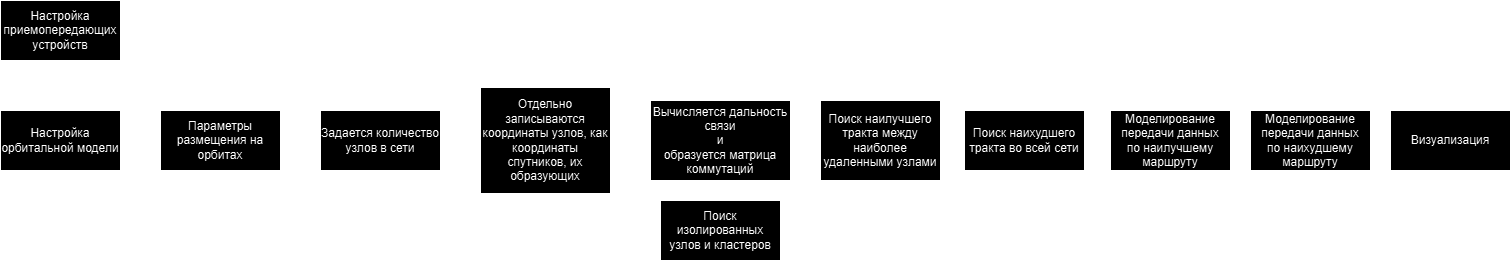 Настройка
приемопередающих
устройств
Настройка
орбитальной модели
Параметры
размещения на
орбитах
Задается количество
узлов в сети
Отдельно
записываются
координаты узлов, как
координаты
спутников, их
образующих
Вычисляется дальность
связи
и
образуется матрица
коммутаций
Поиск наилучшего
тракта между
наиболее
удаленными узлами
Поиск наихудшего
тракта во всей сети
Моделирование
передачи данных
по наилучшему
маршруту
Моделирование
передачи данных
по наихудшему
маршруту
Визуализация
Поиск
изолированных
узлов и кластеров